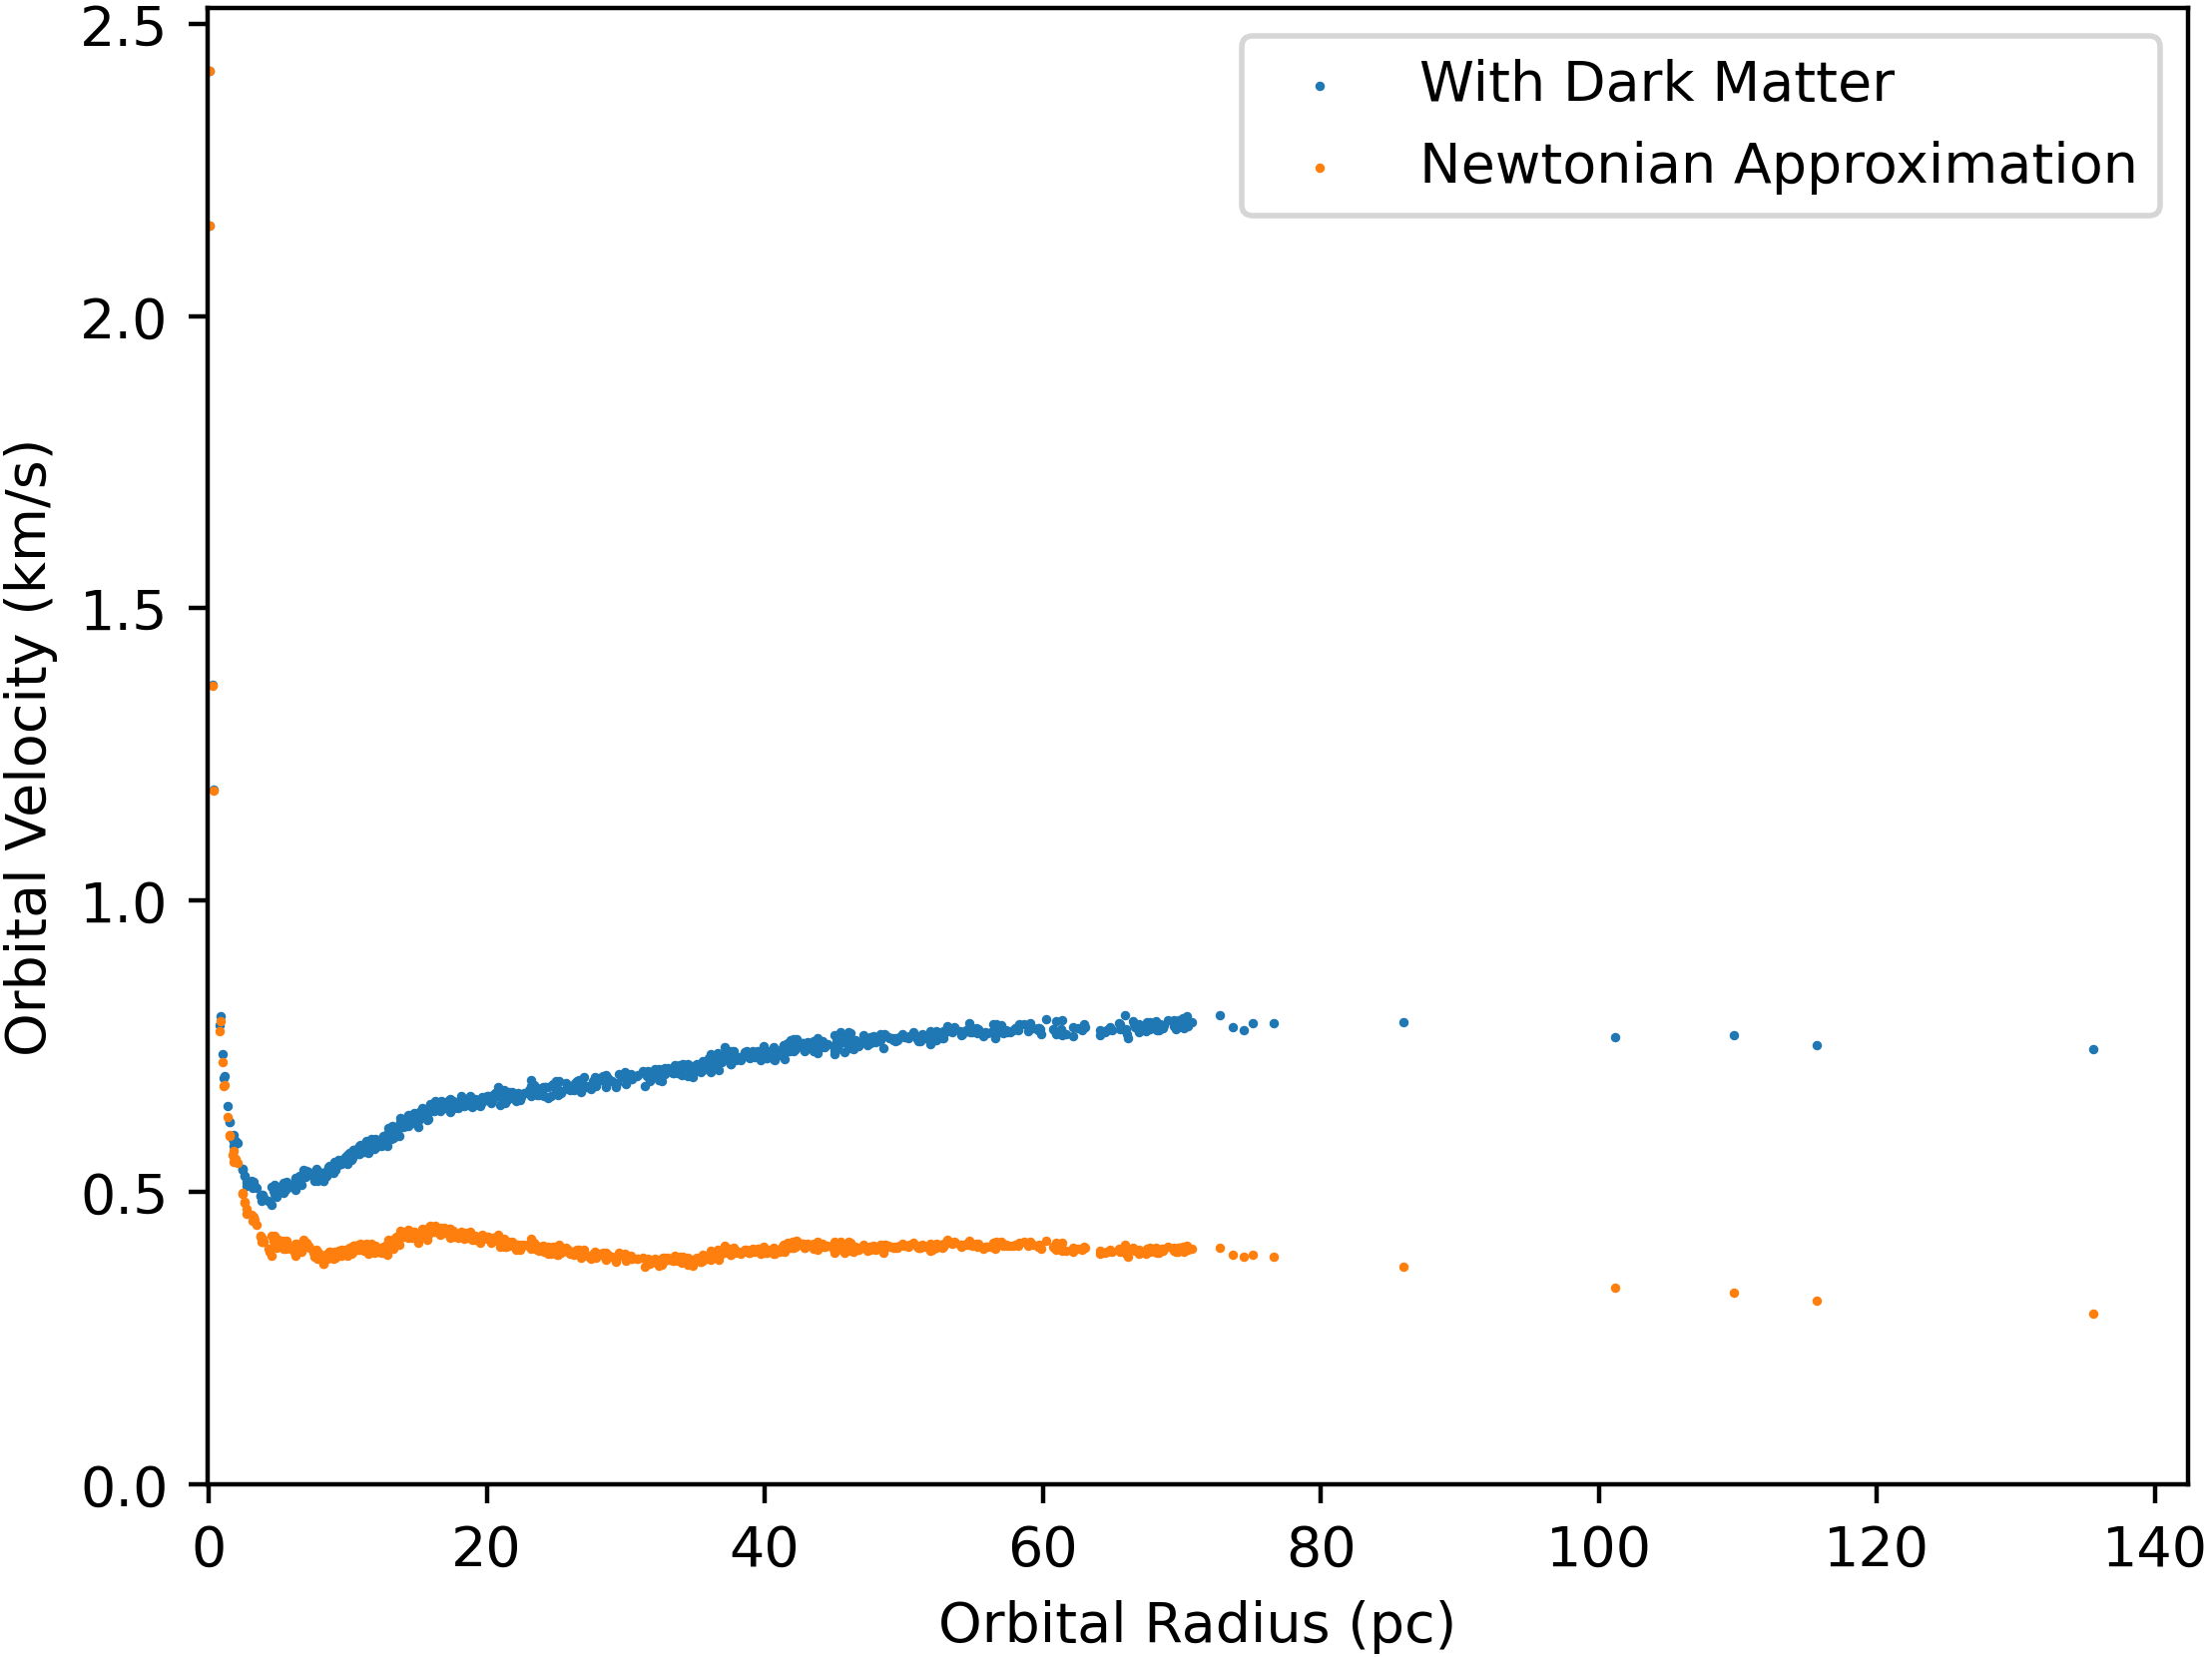 With Dark Matter
Newtonian Approximation
Orbital Velocity (km/s)
2.5
2.0
1.5
1.0
0.5
0.0
0 20 40 60 80 100 120 140
Orbital Radius (pc)